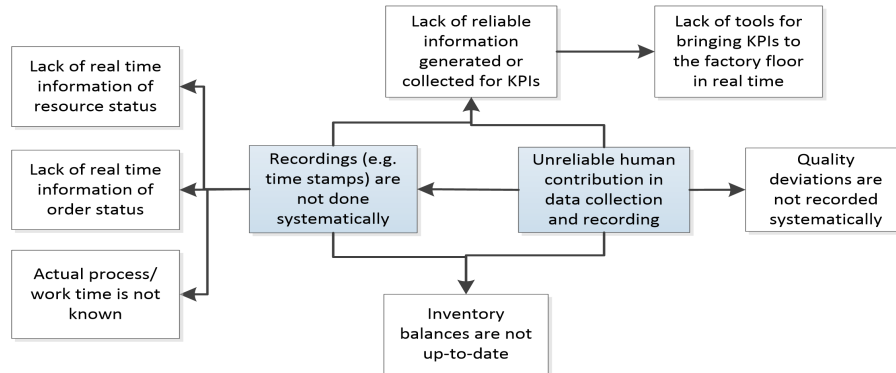 Lack of reliable
information
generated or
collected for KPIs
Lack of tools for
bringing KPIs to
the factory floor
in real time
Lack of real time
information of
resource status
Recordings (e.g.
time stamps) are
not done
systematically
Unreliable human
contribution in
data collection
and recording
Quality
deviations are
not recorded
systematically
Lack of real time
information of
order status
Actual process/
work time is not
known
Inventory
balances are not
up-to-date